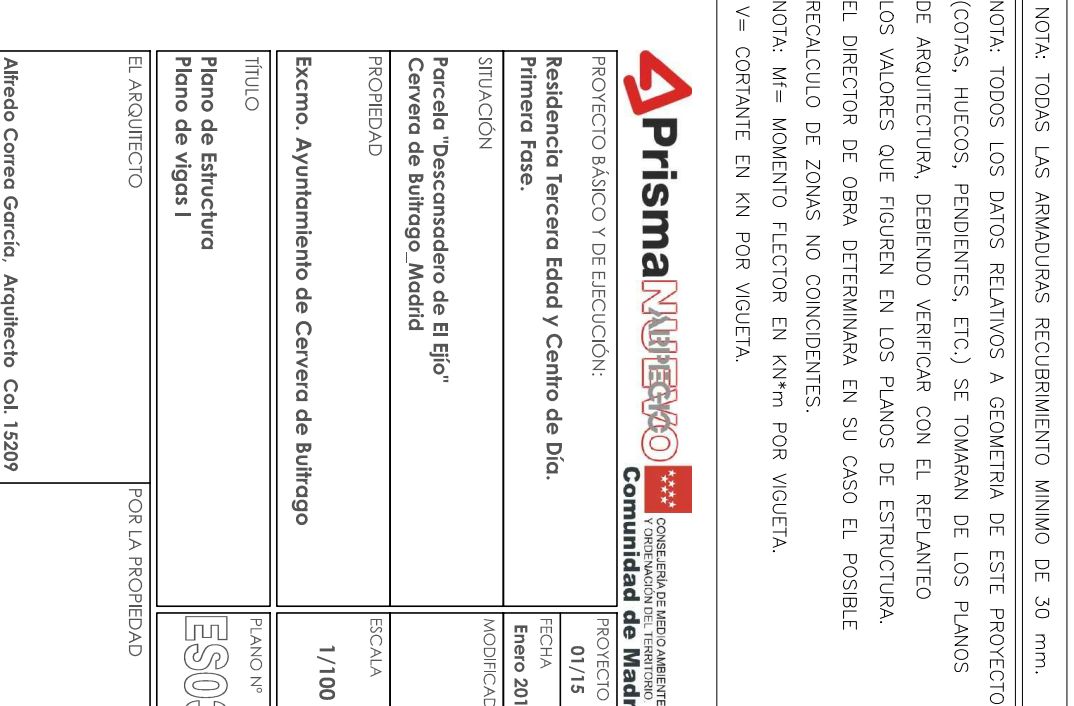 NOTA: TODAS LAS ARMADURAS RECUBRIMIENTO MINIMO DE 30 mm.
NOTA: TODOS LOS DATOS RELATIVOS A GEOMETRIA DE ESTE PROYECTO
(COTAS, HUECOS, PENDIENTES, ETC.) SE TOMARAN DE LOS PLANOS
DE ARQUITECTURA, DEBIENDO VERIFICAR CON EL REPLANTEO
LOS VALORES QUE FIGUREN EN LOS PLANOS DE ESTRUCTURA.
EL DIRECTOR DE OBRA DETERMINARA EN SU CASO EL POSIBLE
RECALCULO DE ZONAS NO COINCIDENTES.
NOTA: Mf= MOMENTO FLECTOR EN KN*m POR VIGUETA.
V= CORTANTE EN KN POR VIGUETA.
PrismaNUEVO
ARPEGIO
CONSEJERÍA DE MEDIO AMBIENTE
Y ORDENACIÓN DEL TERRITORIO.
Comunidad de Madr
PROYECTO BÁSICO Y DE EJECUCIÓN:
Residencia Tercera Edad y Centro de Día.
Primera Fase.
PROYECTO
01/15
FECHA
Enero 201
SITUACIÓN
Parcela "Descansadero de El Ejío"
Cervera de Buitrago_Madrid
MODIFICAD
PROPIEDAD
Excmo. Ayuntamiento de Cervera de Buitrago
ESCALA
1/100
TÍTULO
Plano de Estructura
Plano de vigas I
PLANO Nº
ES03
EL ARQUITECTO
POR LA PROPIEDAD
Alfredo Correa García, Arquitecto Col. 15209